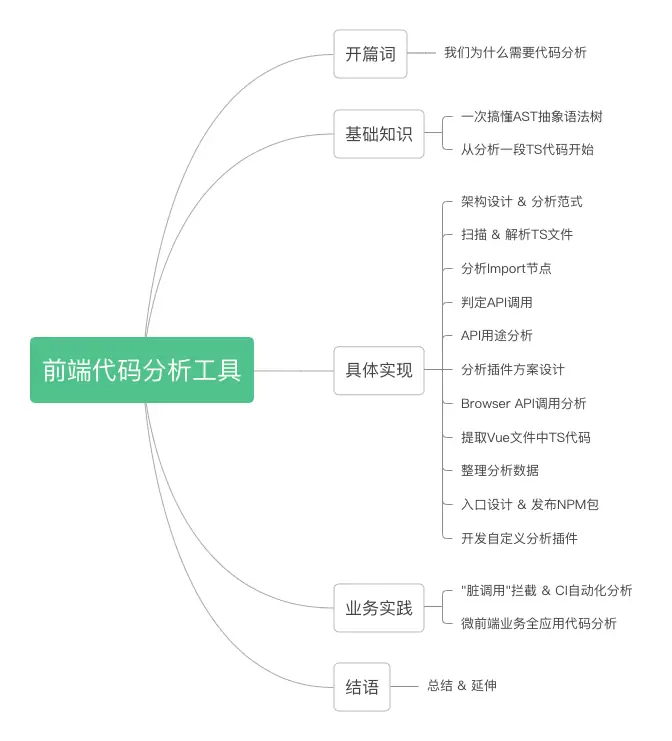 前端代码分析工具
开篇词
我们为什么需要代码分析
基础知识
一次搞懂AST抽象语法树
从分析一段TS代码开始
具体实现
架构设计 & 分析范式
扫描 & 解析TS文件
分析Import节点
判定API调用
API用途分析
分析插件方案设计
Browser API调用分析
提取Vue文件中TS代码
整理分析数据
入口设计 & 发布NPM包
开发自定义分析插件
业务实践
"脏调用"拦截 & CI自动化分析
微前端业务全应用代码分析
结语
总结 & 延伸